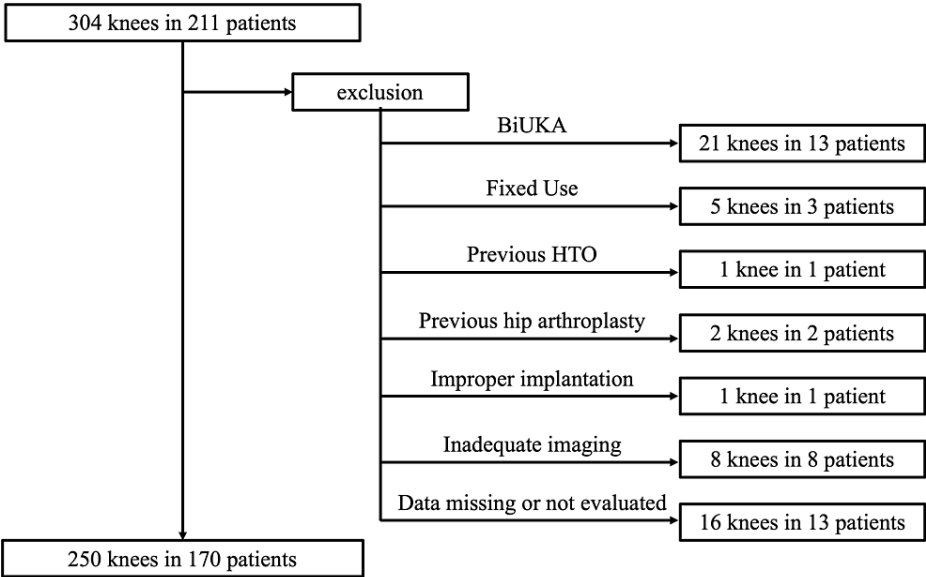 304 knees in 211 patients
exclusion
BiUKA
21 knees in 13 patients
Fixed Use
5 knees in 3 patients
Previous HTO
1 knee in 1 patient
Previous hip arthroplasty
2 knees in 2 patients
Improper implantation
1 knee in 1 patient
Inadequate imaging
8 knees in 8 patients
Data missing or not evaluated
16 knees in 13 patients
250 knees in 170 patients